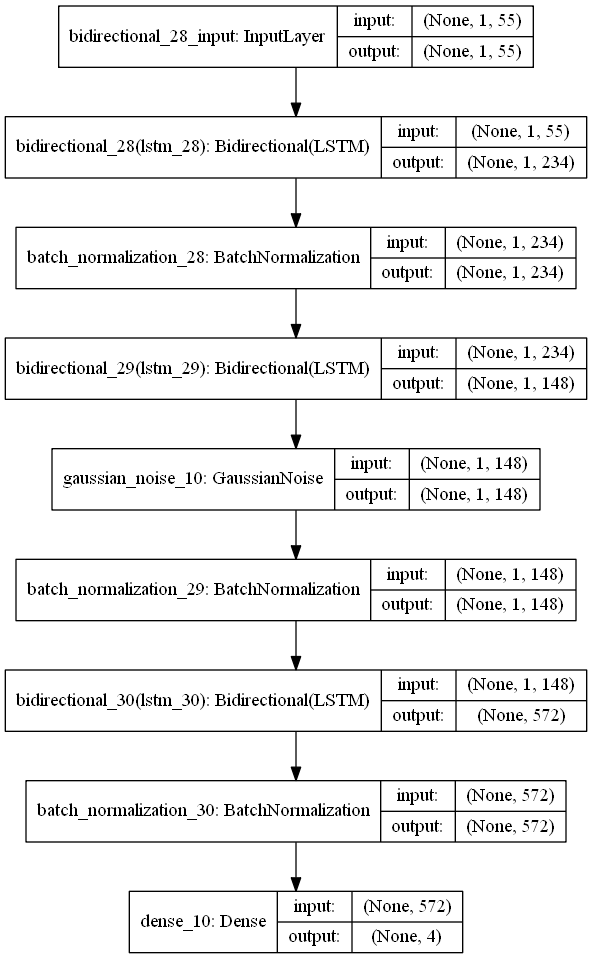 bidirectional_28_input: InputLayer
input: (None, 1, 55)
output: (None, 1, 55)
bidirectional_28(lstm_28): Bidirectional(LSTM)
input: (None, 1, 55)
output: (None, 1, 234)
batch_normalization_28: BatchNormalization
input: (None, 1, 234)
output: (None, 1, 234)
bidirectional_29(lstm_29): Bidirectional(LSTM)
input: (None, 1, 234)
output: (None, 1, 148)
gaussian_noise_10: GaussianNoise
input: (None, 1, 148)
output: (None, 1, 148)
batch_normalization_29: BatchNormalization
input: (None, 1, 148)
output: (None, 1, 148)
bidirectional_30(lstm_30): Bidirectional(LSTM)
input: (None, 1, 148)
output: (None, 572)
batch_normalization_30: BatchNormalization
input: (None, 572)
output: (None, 572)
dense_10: Dense
input: (None, 572)
output: (None, 4)